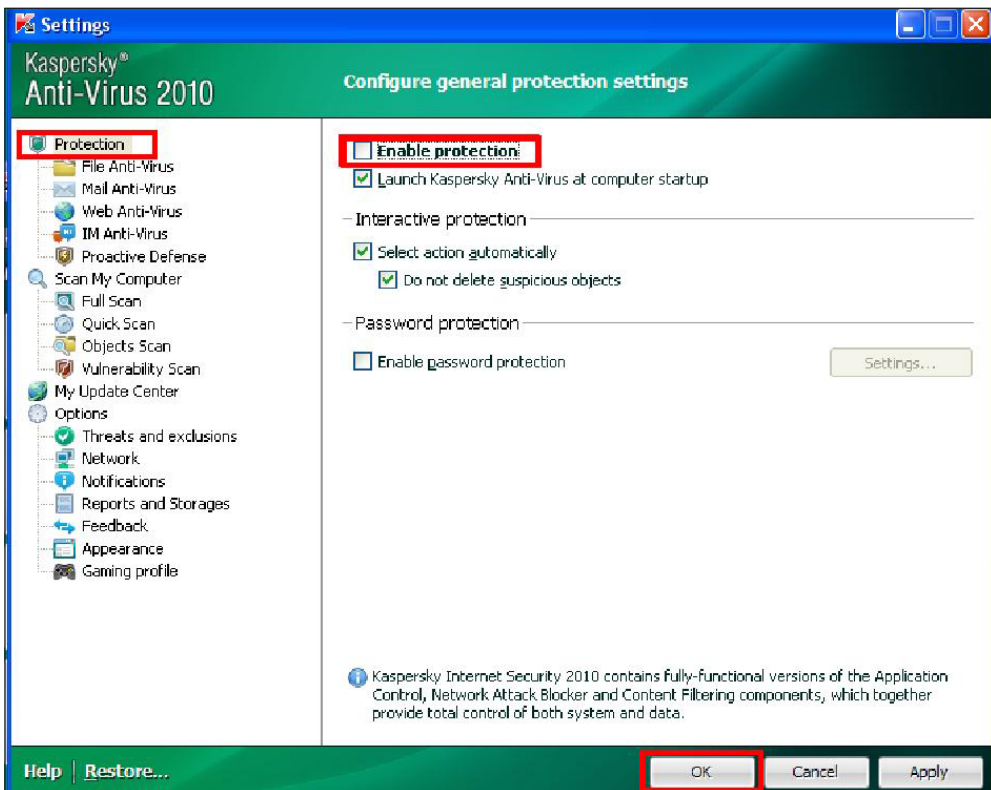 Settings
Kaspersky®
Anti-Virus 2010
Configure general protection settings
Protection
File Anti-Virus
Mail Anti-Virus
Web Anti-Virus
IM Anti-Virus
Proactive Defense
Scan My Computer
Full Scan
Quick Scan
Objects Scan
Vulnerability Scan
My Update Center
Options
Threats and exclusions
Network
Notifications
Reports and Storages
Feedback
Appearance
Gaming profile
Enable protection
Launch Kaspersky Anti-Virus at computer startup
Interactive protection
Select action automatically
Do not delete suspicious objects
Password protection
Enable password protection
Settings...
Kaspersky Internet Security 2010 contains fully-functional versions of the Application
Control, Network Attack Blocker and Content Filtering components, which together
provide total control of both system and data.
Help | Restore...
OK
Cancel
Apply